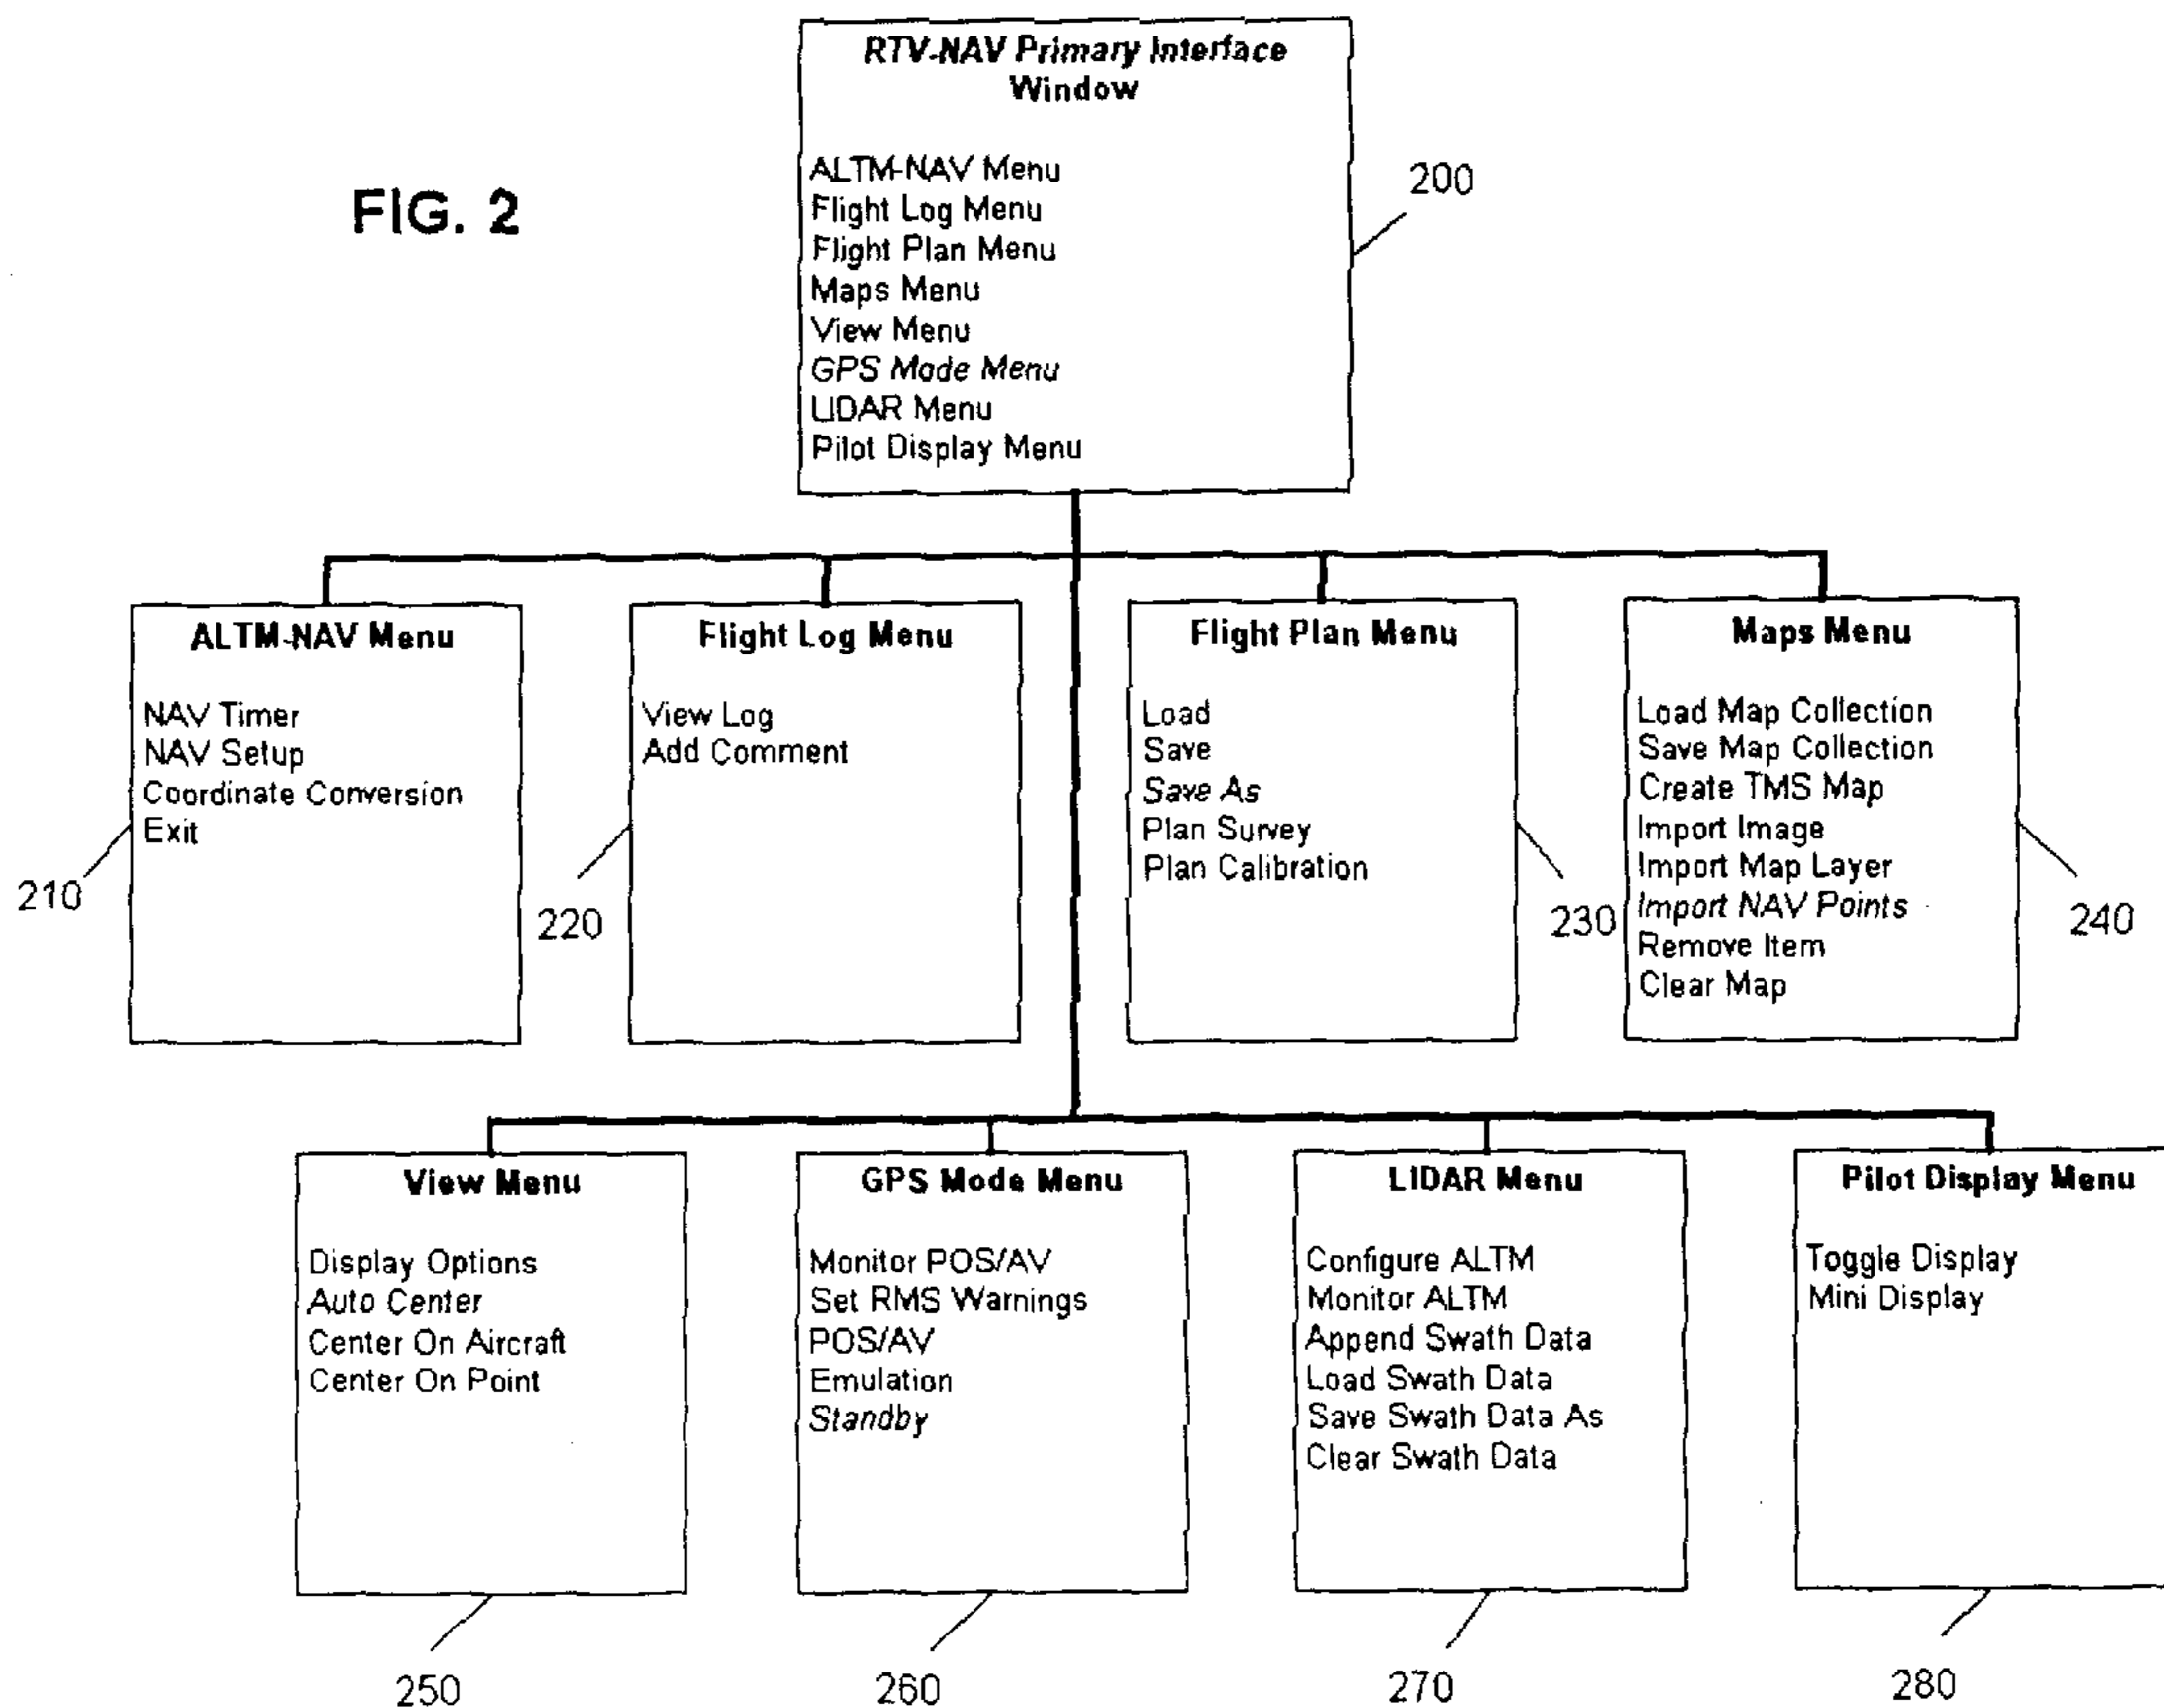 RTV-NAV Primary Interface
Window
ALTM-NAV Menu
Flight Log Menu
Flight Plan Menu
Maps Menu
View Menu
GPS Mode Menu
LIDAR Menu
Pilot Display Menu
200
FIG. 2
ALTM-NAV Menu
NAV Timer
NAV Setup
Coordinate Conversion
Exit
210
Flight Log Menu
View Log
Add Comment
220
Flight Plan Menu
Load
Save
Save As
Plan Survey
Plan Calibration
230
Maps Menu
Load Map Collection
Save Map Collection
Create TMS Map
Import Image
Import Map Layer
Import NAV Points
Remove Item
Clear Map
240
View Menu
Display Options
Auto Center
Center On Aircraft
Center On Point
250
GPS Mode Menu
Monitor POS/AV
Set RMS Warnings
POS/AV
Emulation
Standby
260
LIDAR Menu
Configure ALTM
Monitor ALTM
Append Swath Data
Load Swath Data
Save Swath Data As
Clear Swath Data
270
Pilot Display Menu
Toggle Display
Mini Display
280